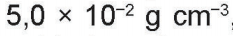 5,0 × 10⁻² g cm⁻³,